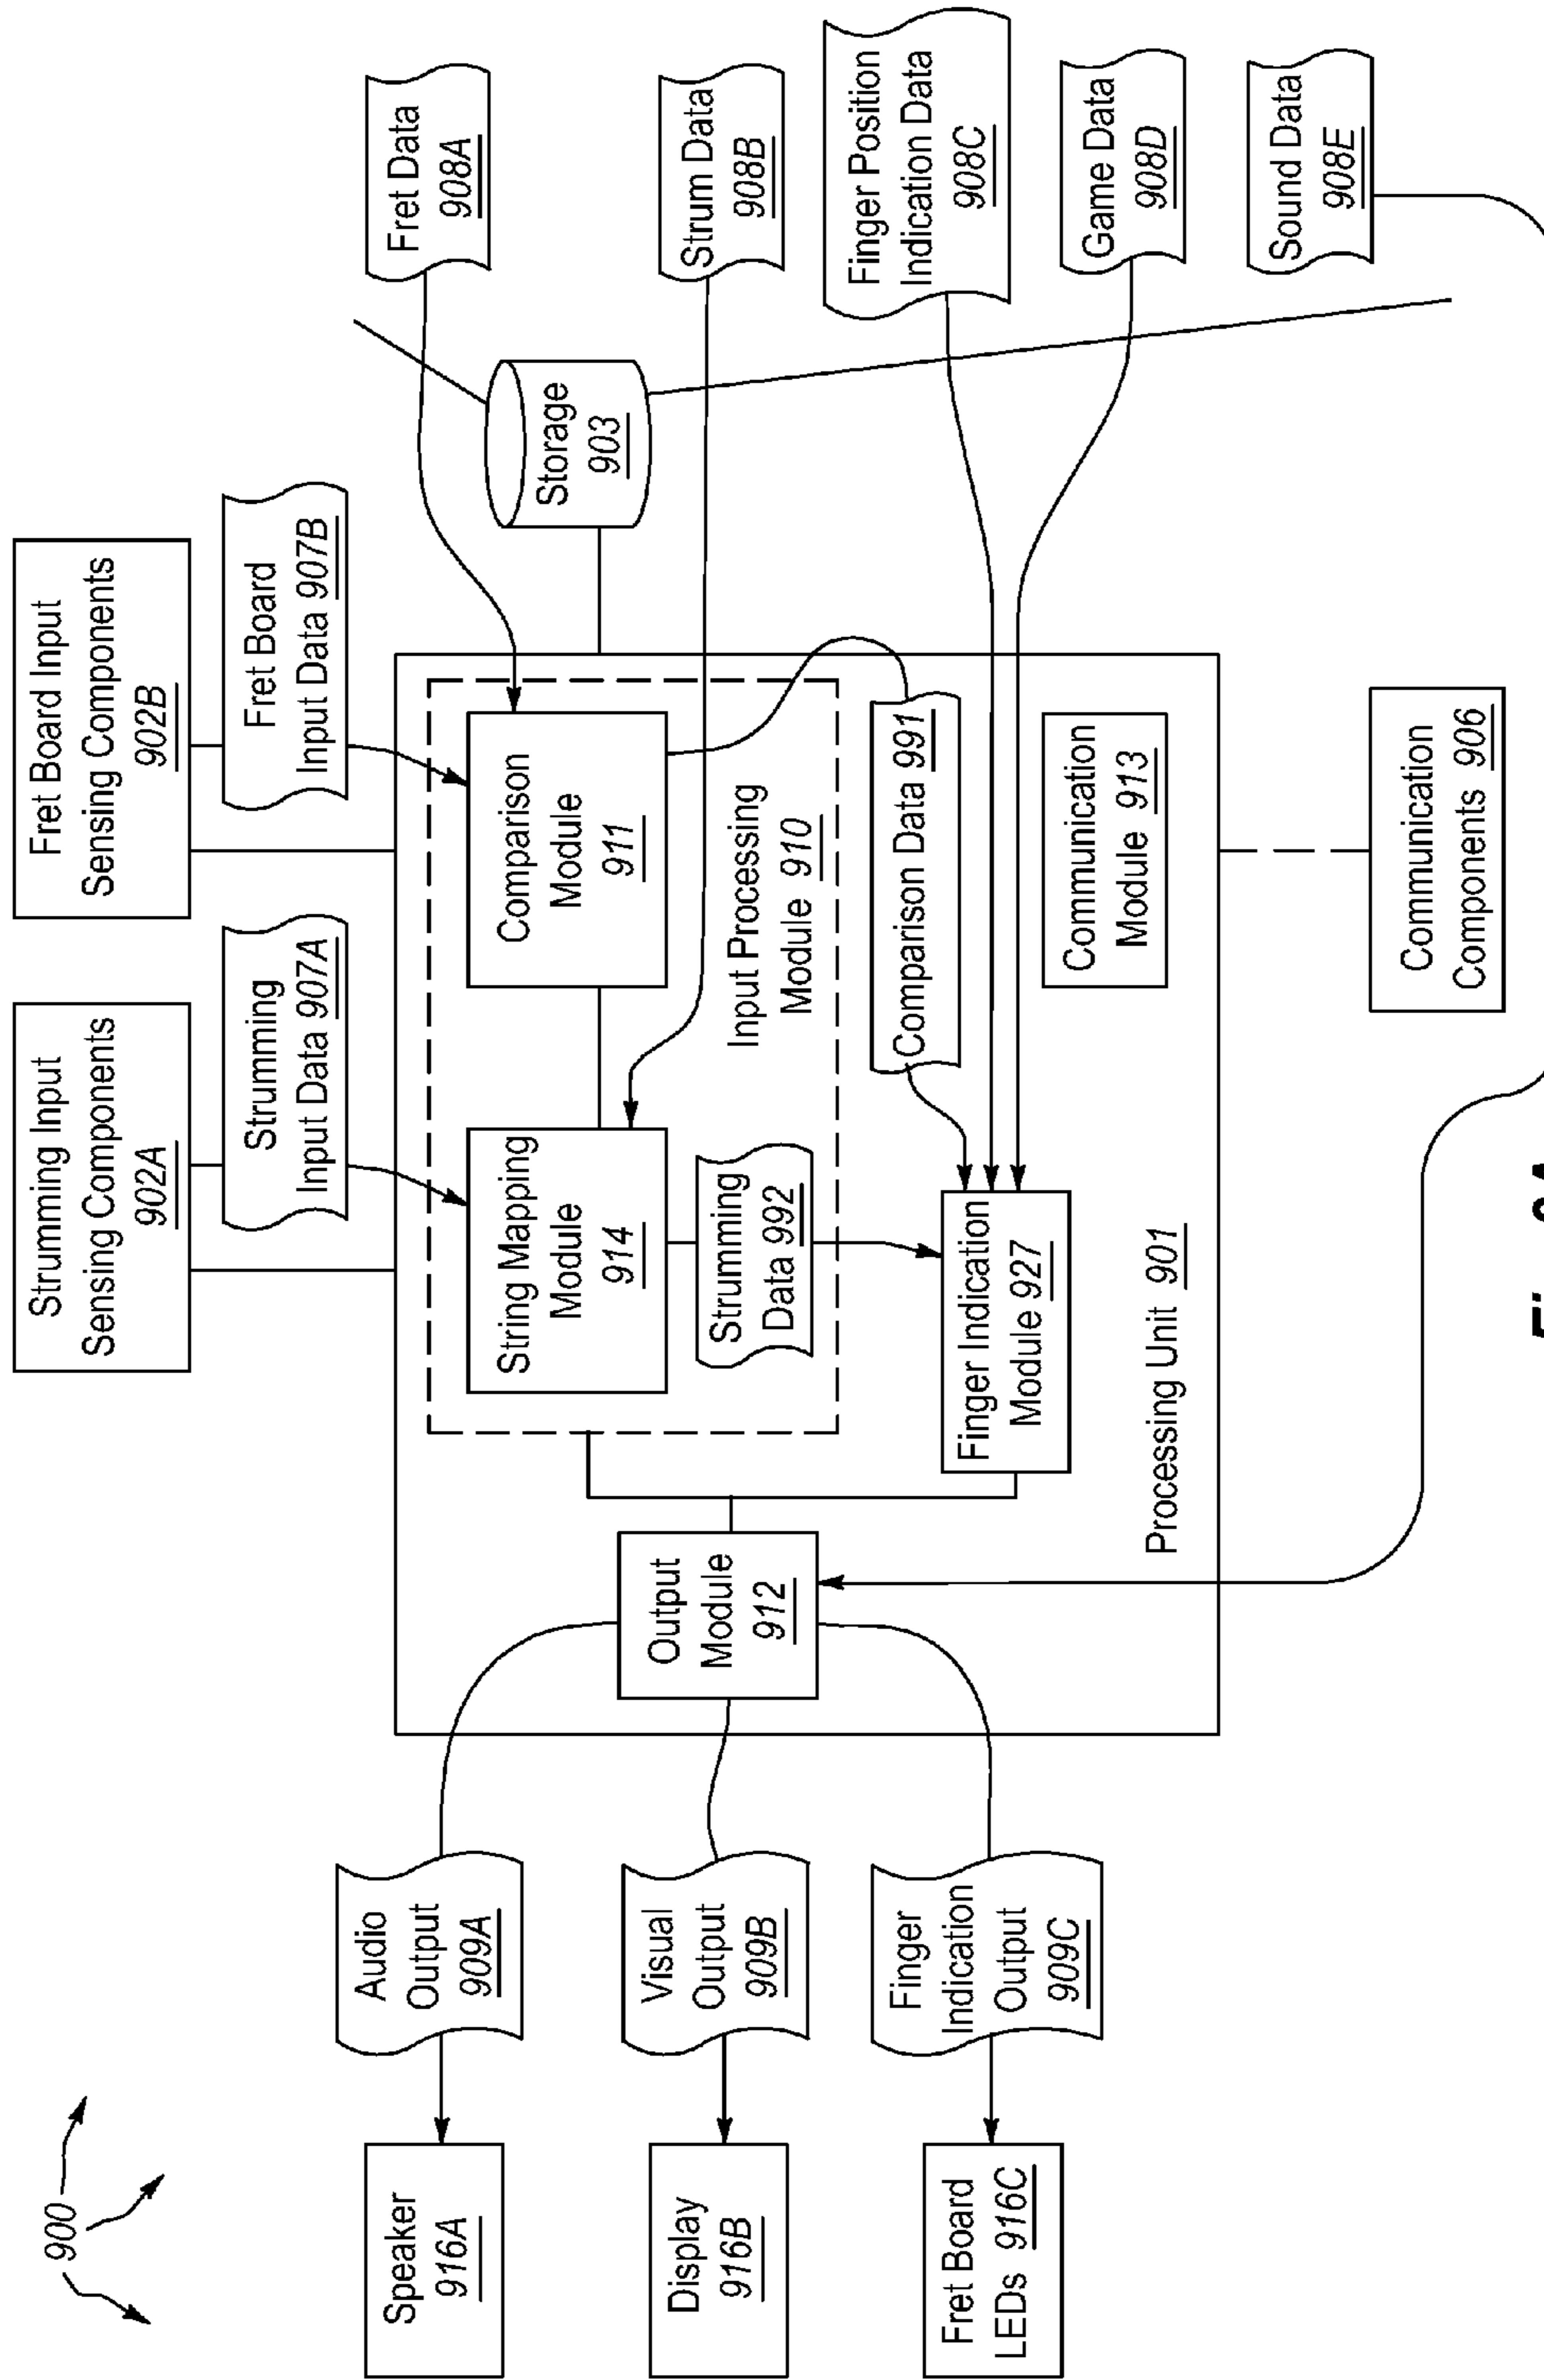 900
Strumming Input
Sensing Components
902A
Fret Board Input
Sensing Components
902B
Strumming
Input Data 907A
Fret Board
Input Data 907B
Fret Data
908A
Speaker
916A
Audio
Output
909A
String Mapping
Module
914
Comparison
Module
911
Storage
903
Strum Data
908B
Display
916B
Visual
Output
909B
Output
Module
912
Strumming
Data 992
Input Processing
Module 910
Finger Position
Indication Data
908C
Fret Board
LEDs 916C
Finger
Indication
Output
909C
Finger Indication
Module 927
Comparison Data 991
Communication
Module 913
Game Data
908D
Processing Unit 901
Sound Data
908E
Communication
Components 906